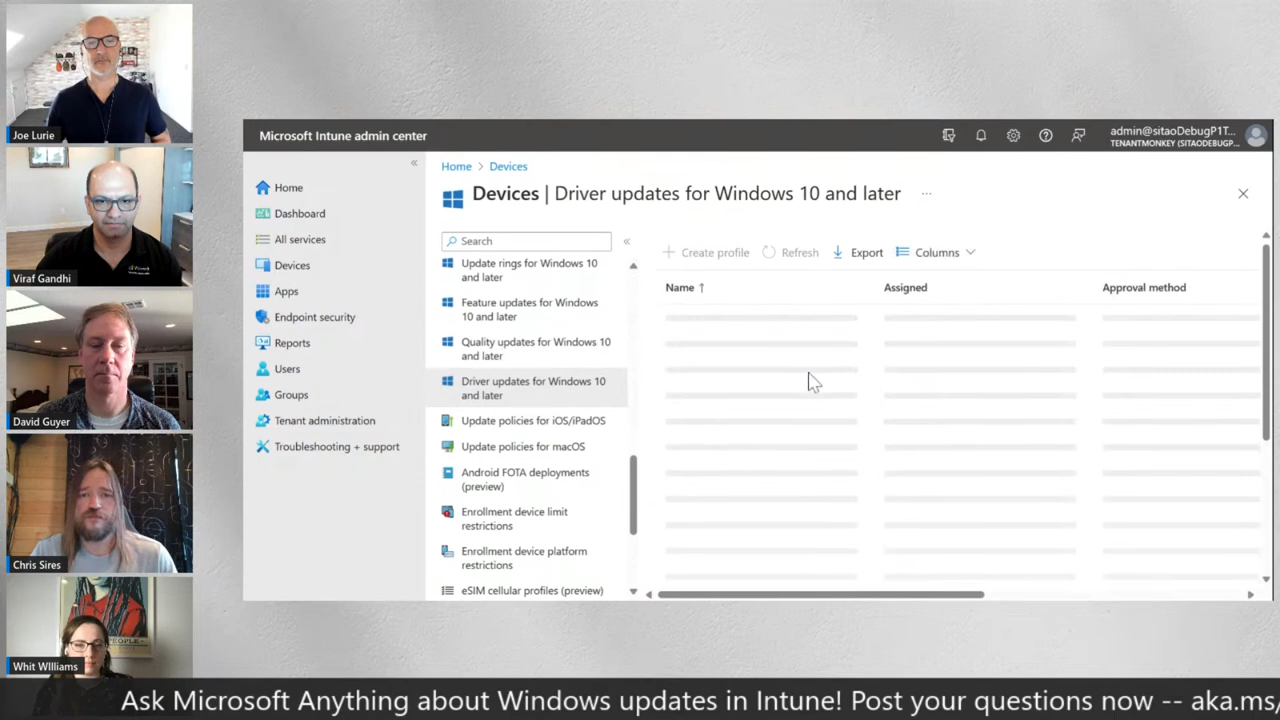 Joe Lurie
Viraf Gandhi
David Guyer
Chris Sires
Whit WIlliams
Microsoft Intune admin center
admin@sitaoDebugP1T...
TENANTMONKEY (SITAODEBUGP...
Home
Dashboard
All services
Devices
Apps
Endpoint security
Reports
Users
Groups
Tenant administration
Troubleshooting + support
Home > Devices
Devices | Driver updates for Windows 10 and later ...
Search
Update rings for Windows 10
and later
Feature updates for Windows
10 and later
Quality updates for Windows 10
and later
Driver updates for Windows 10
and later
Update policies for iOS/iPadOS
Update policies for macOS
Android FOTA deployments
(preview)
Enrollment device limit
restrictions
Enrollment device platform
restrictions
eSIM cellular profiles (preview)
Create profile Refresh Export Columns
Name ↑ Assigned Approval method
Ask Microsoft Anything about Windows updates in Intune! Post your questions now -- aka.ms/